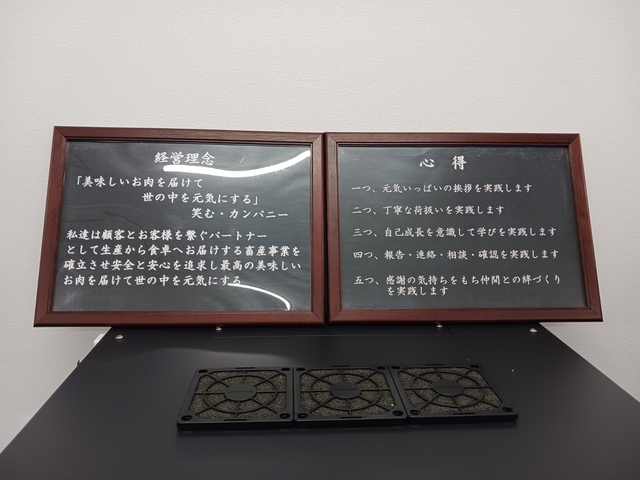 経営理念
「美味しいお肉を届けて
世の中を元気にする」
笑む・カンパニー
私達は顧客とお客様を繋ぐパートナー
として生産から食卓へお届けする畜産事業を
確立させ安全と安心を追求し最高の美味しい
お肉を届けて世の中を元気にする
心 得
一つ、元気いっぱいの挨拶を実践します
二つ、丁寧な荷扱いを実践します
三つ、自己成長を意識して学びを実践します
四つ、報告・連絡・相談・確認を実践します
五つ、感謝の気持ちをもち仲間との絆づくり
を実践します